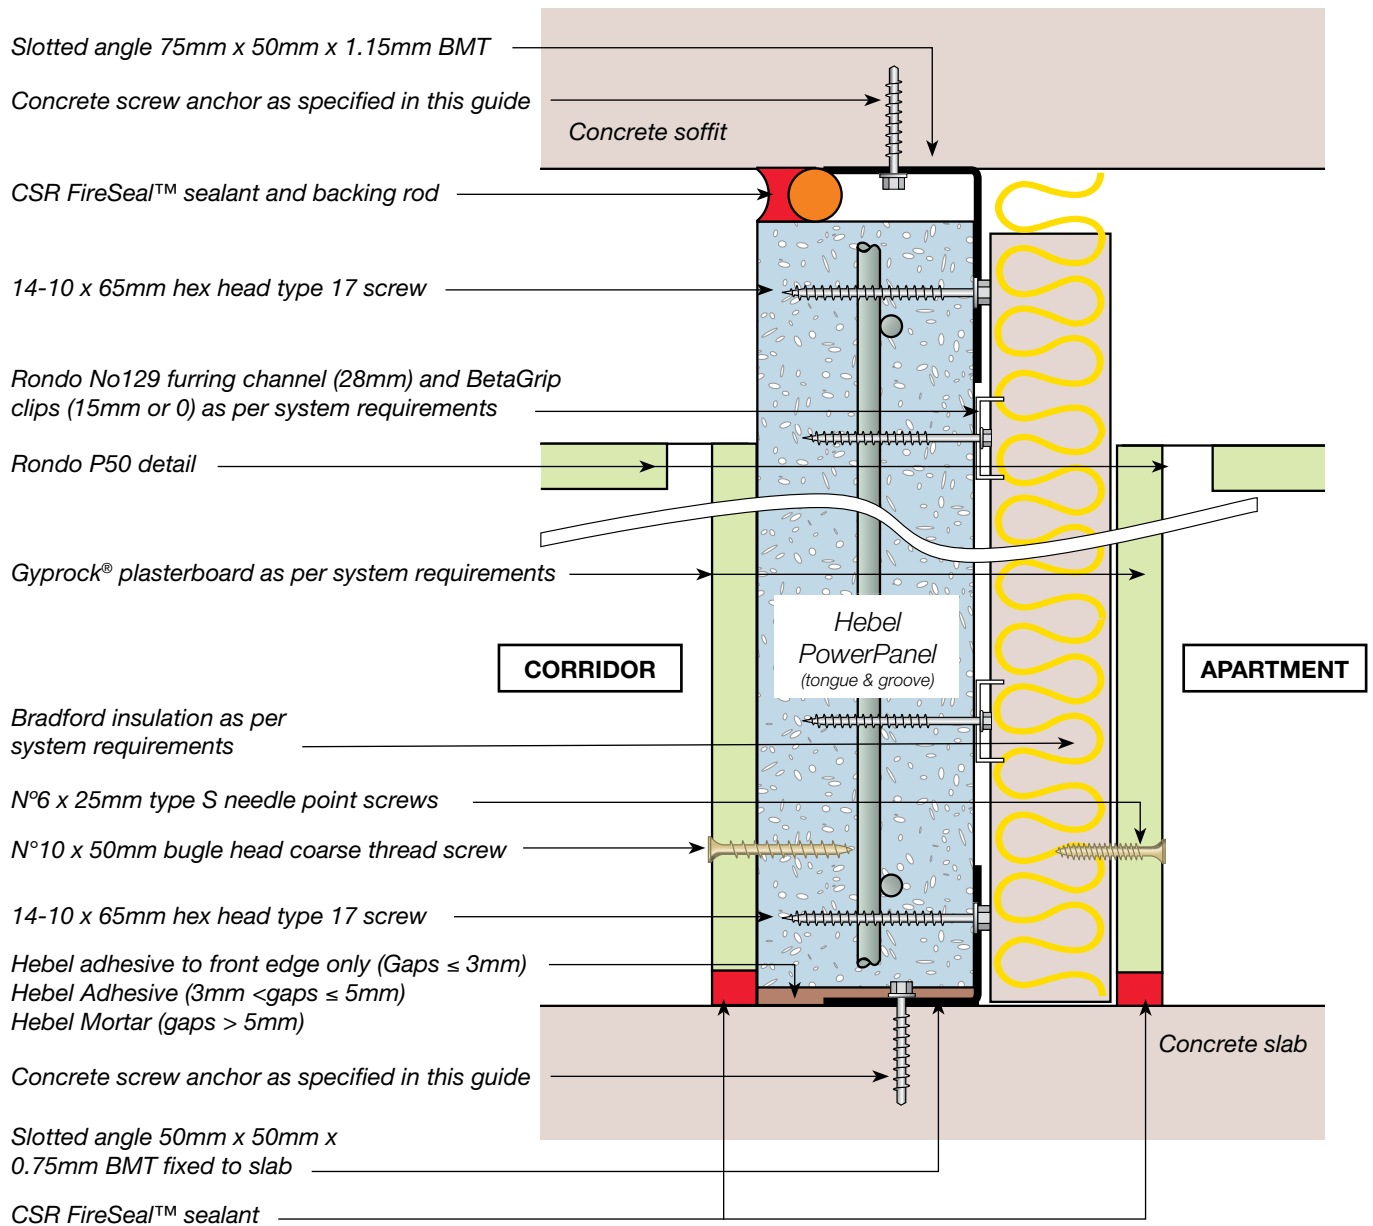 Slotted angle 75mm x 50mm x 1.15mm BMT
Concrete screw anchor as specified in this guide
Concrete soffit
CSR FireSeal™ sealant and backing rod
14-10 x 65mm hex head type 17 screw
Rondo No129 furring channel (28mm) and BetaGrip
clips (15mm or 0) as per system requirements
Rondo P50 detail
Gyprock® plasterboard as per system requirements
Hebel
PowerPanel
(tongue & groove)
CORRIDOR
APARTMENT
Bradford insulation as per
system requirements
Nº6 x 25mm type S needle point screws
N°10 x 50mm bugle head coarse thread screw
14-10 x 65mm hex head type 17 screw
Hebel adhesive to front edge only (Gaps ≤ 3mm)
Hebel Adhesive (3mm <gaps ≤ 5mm)
Hebel Mortar (gaps > 5mm)
Concrete slab
Concrete screw anchor as specified in this guide
Slotted angle 50mm x 50mm x
0.75mm BMT fixed to slab
CSR FireSeal™ sealant